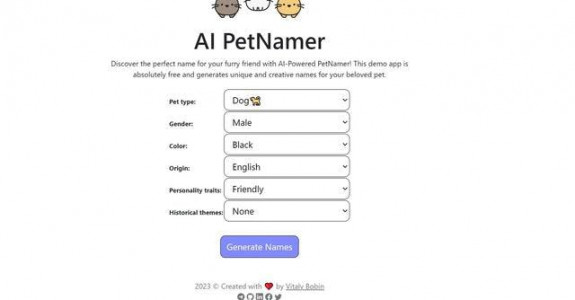 AI PetNamer
Discover the perfect name for your furry friend with AI-Powered PetNamer! This demo app is
absolutely free and generates unique and creative names for your beloved pet.
Pet type: Dog🐕
Gender: Male
Color: Black
Origin: English
Personality traits: Friendly
Historical themes: None
Generate Names
2023 © Created with ❤️ by Vitaly Bobin